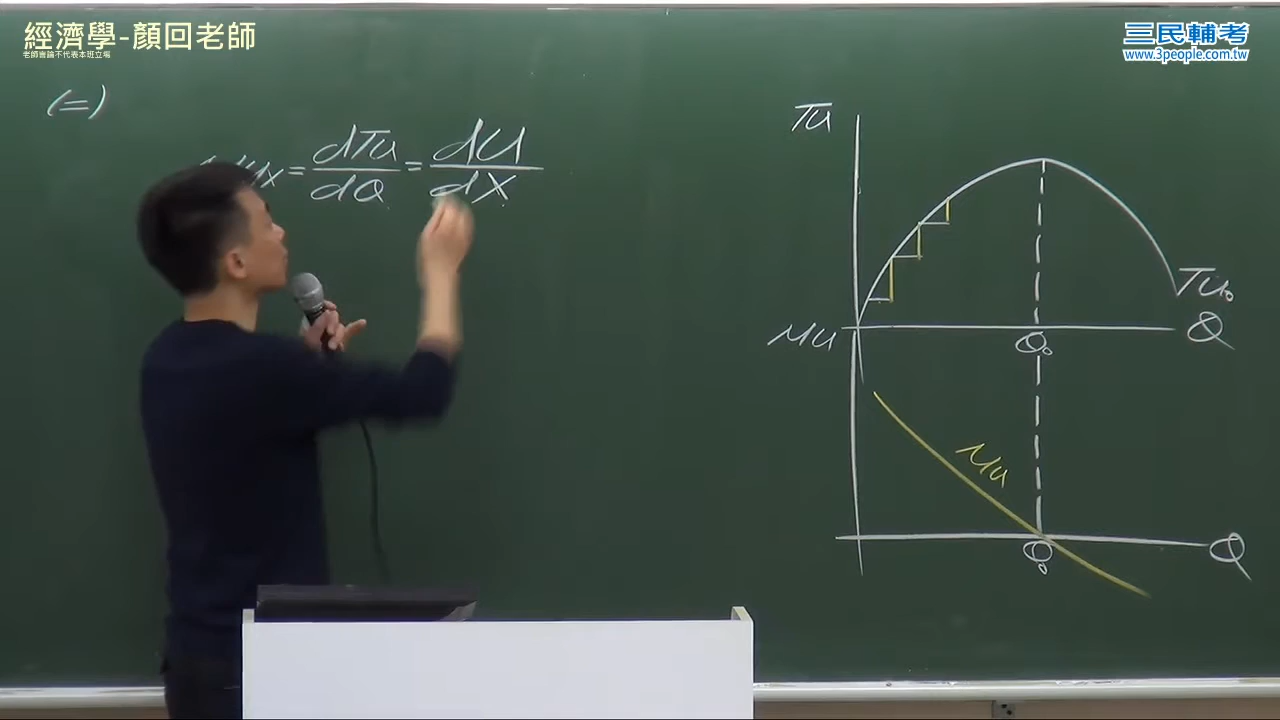 經濟學-顏回老師
老師言論不代表本班立場
三民輔考
www.3people.com.tw
(=)
MUx = dTu/dQ = dU/dX
Tu
Tu₀
Mu
Q₀
Q
Mu
Q₀
Q